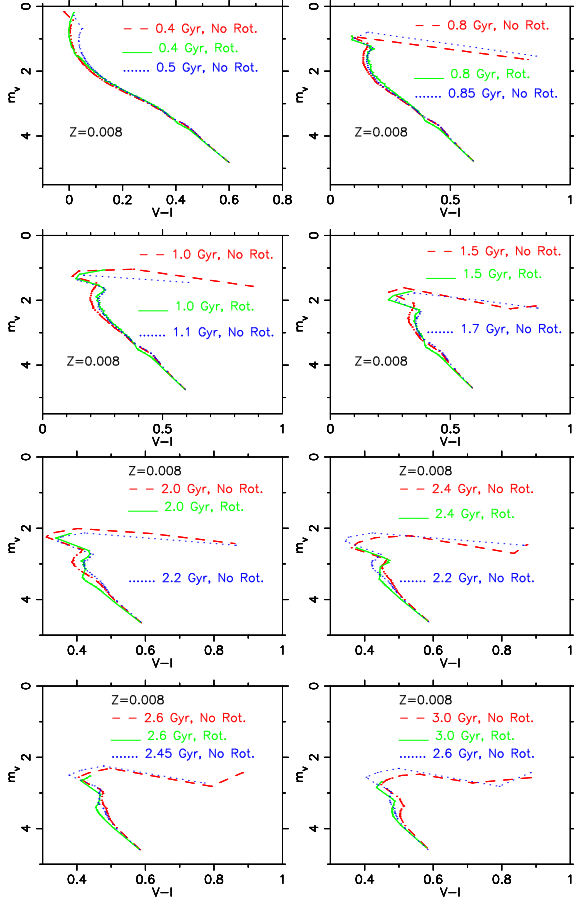 0.4 Gyr, No Rot.
0.4 Gyr, Rot.
0.5 Gyr, No Rot.
Z=0.008
0
2
4
mv
0 0.2 0.4 0.6 0.8
V−I
0.8 Gyr, No Rot.
0.8 Gyr, Rot.
0.85 Gyr, No Rot.
Z=0.008
0
2
4
mv
0 0.5 1
V−I
1.0 Gyr, No Rot.
1.0 Gyr, Rot.
1.1 Gyr, No Rot.
Z=0.008
0
2
4
mv
0 0.5 1
V−I
1.5 Gyr, No Rot.
1.5 Gyr, Rot.
1.7 Gyr, No Rot.
Z=0.008
0
2
4
mv
0 0.5 1
V−I
Z=0.008
2.0 Gyr, No Rot.
2.0 Gyr, Rot.
2.2 Gyr, No Rot.
0
2
4
mv
0.4 0.6 0.8 1
V−I
Z=0.008
2.4 Gyr, No Rot.
2.4 Gyr, Rot.
2.2 Gyr, No Rot.
0
2
4
mv
0.4 0.6 0.8 1
V−I
Z=0.008
2.6 Gyr, No Rot.
2.6 Gyr, Rot.
2.45 Gyr, No Rot.
0
2
4
mv
0.4 0.6 0.8 1
V−I
Z=0.008
3.0 Gyr, No Rot.
3.0 Gyr, Rot.
2.6 Gyr, No Rot.
0
2
4
mv
0.4 0.6 0.8 1
V−I